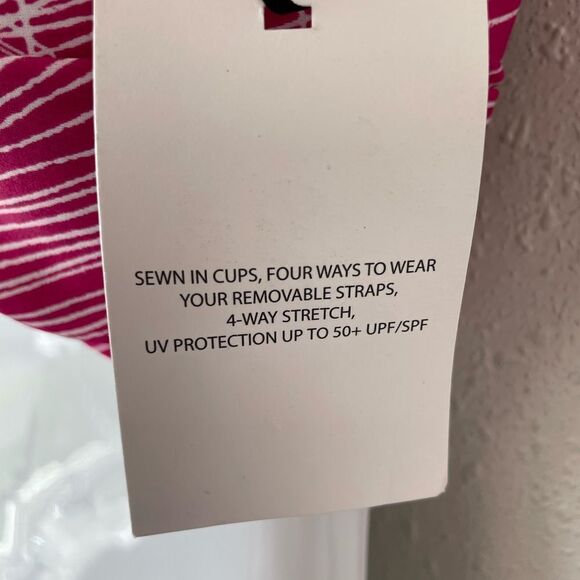 SEWN IN CUPS, FOUR WAYS TO WEAR
YOUR REMOVABLE STRAPS,
4-WAY STRETCH,
UV PROTECTION UP TO 50+ UPF/SPF